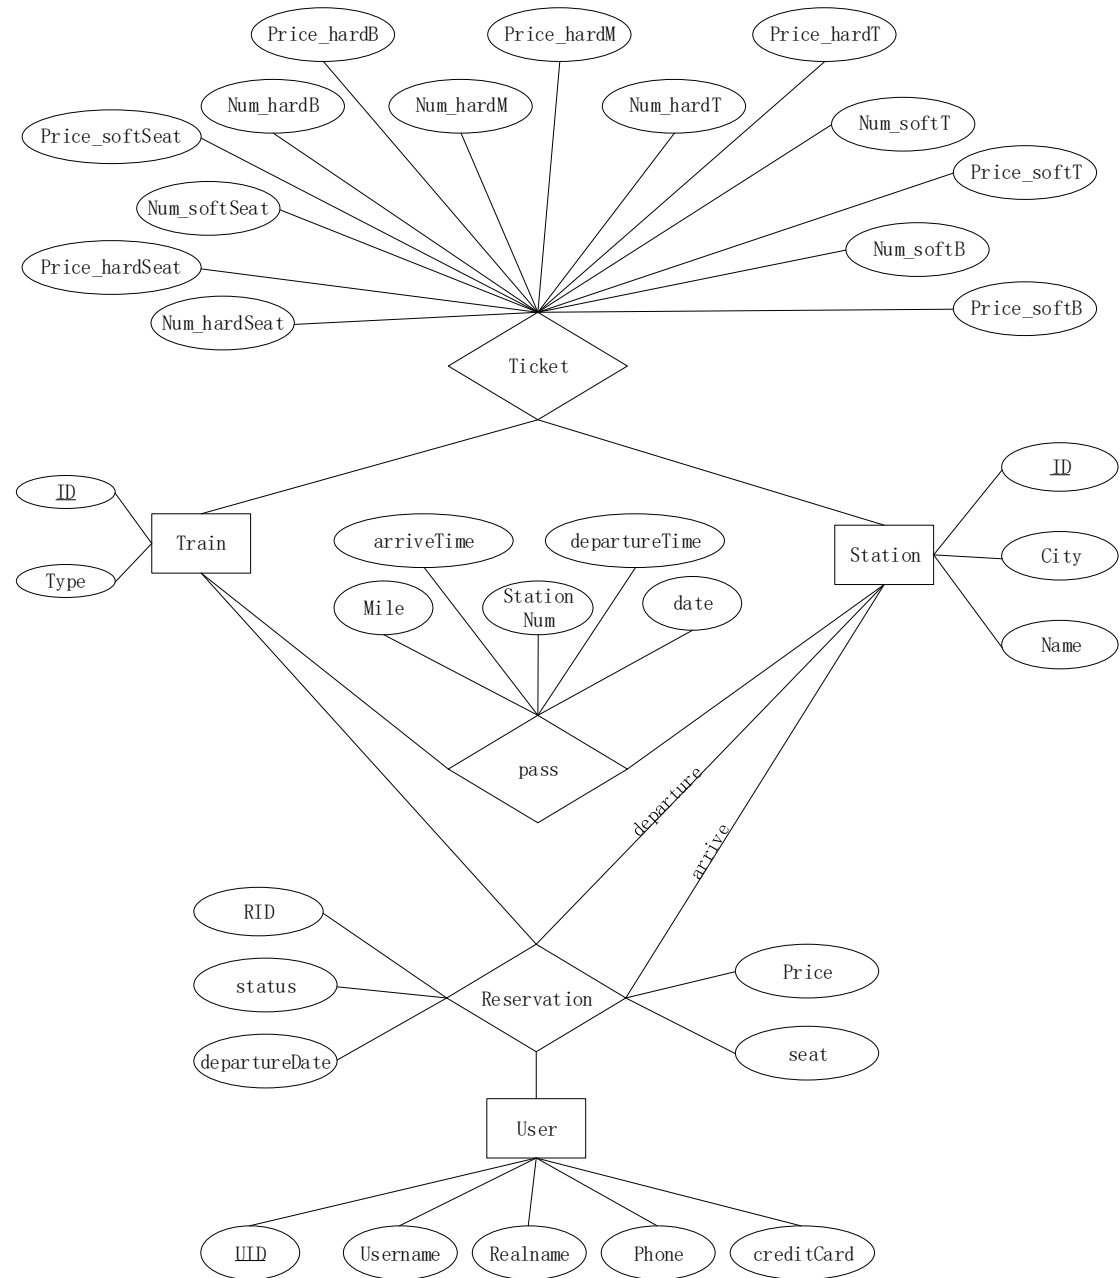 Price_hardB
Price_hardM
Price_hardT
Num_hardB
Num_hardM
Num_hardT
Num_softT
Price_softSeat
Price_softT
Num_softSeat
Num_softB
Price_hardSeat
Price_softB
Num_hardSeat
Ticket
ID
ID
Train
arriveTime
departureTime
Station
City
Type
Mile
Station
Num
date
Name
pass
departure
arrive
RID
Price
status
Reservation
seat
departureDate
User
UID
Username
Realname
Phone
creditCard